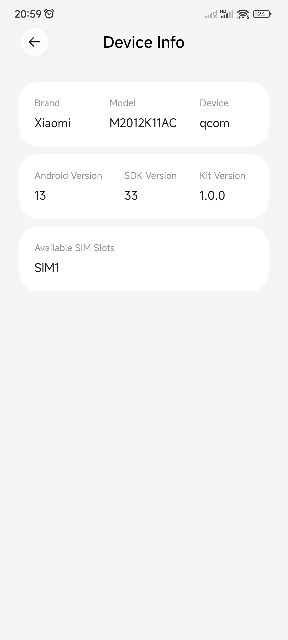 20:59
Device Info
Brand Model Device
Xiaomi M2012K11AC qcom
Android Version SDK Version Kit Version
13 33 1.0.0
Available SIM Slots
SIM1